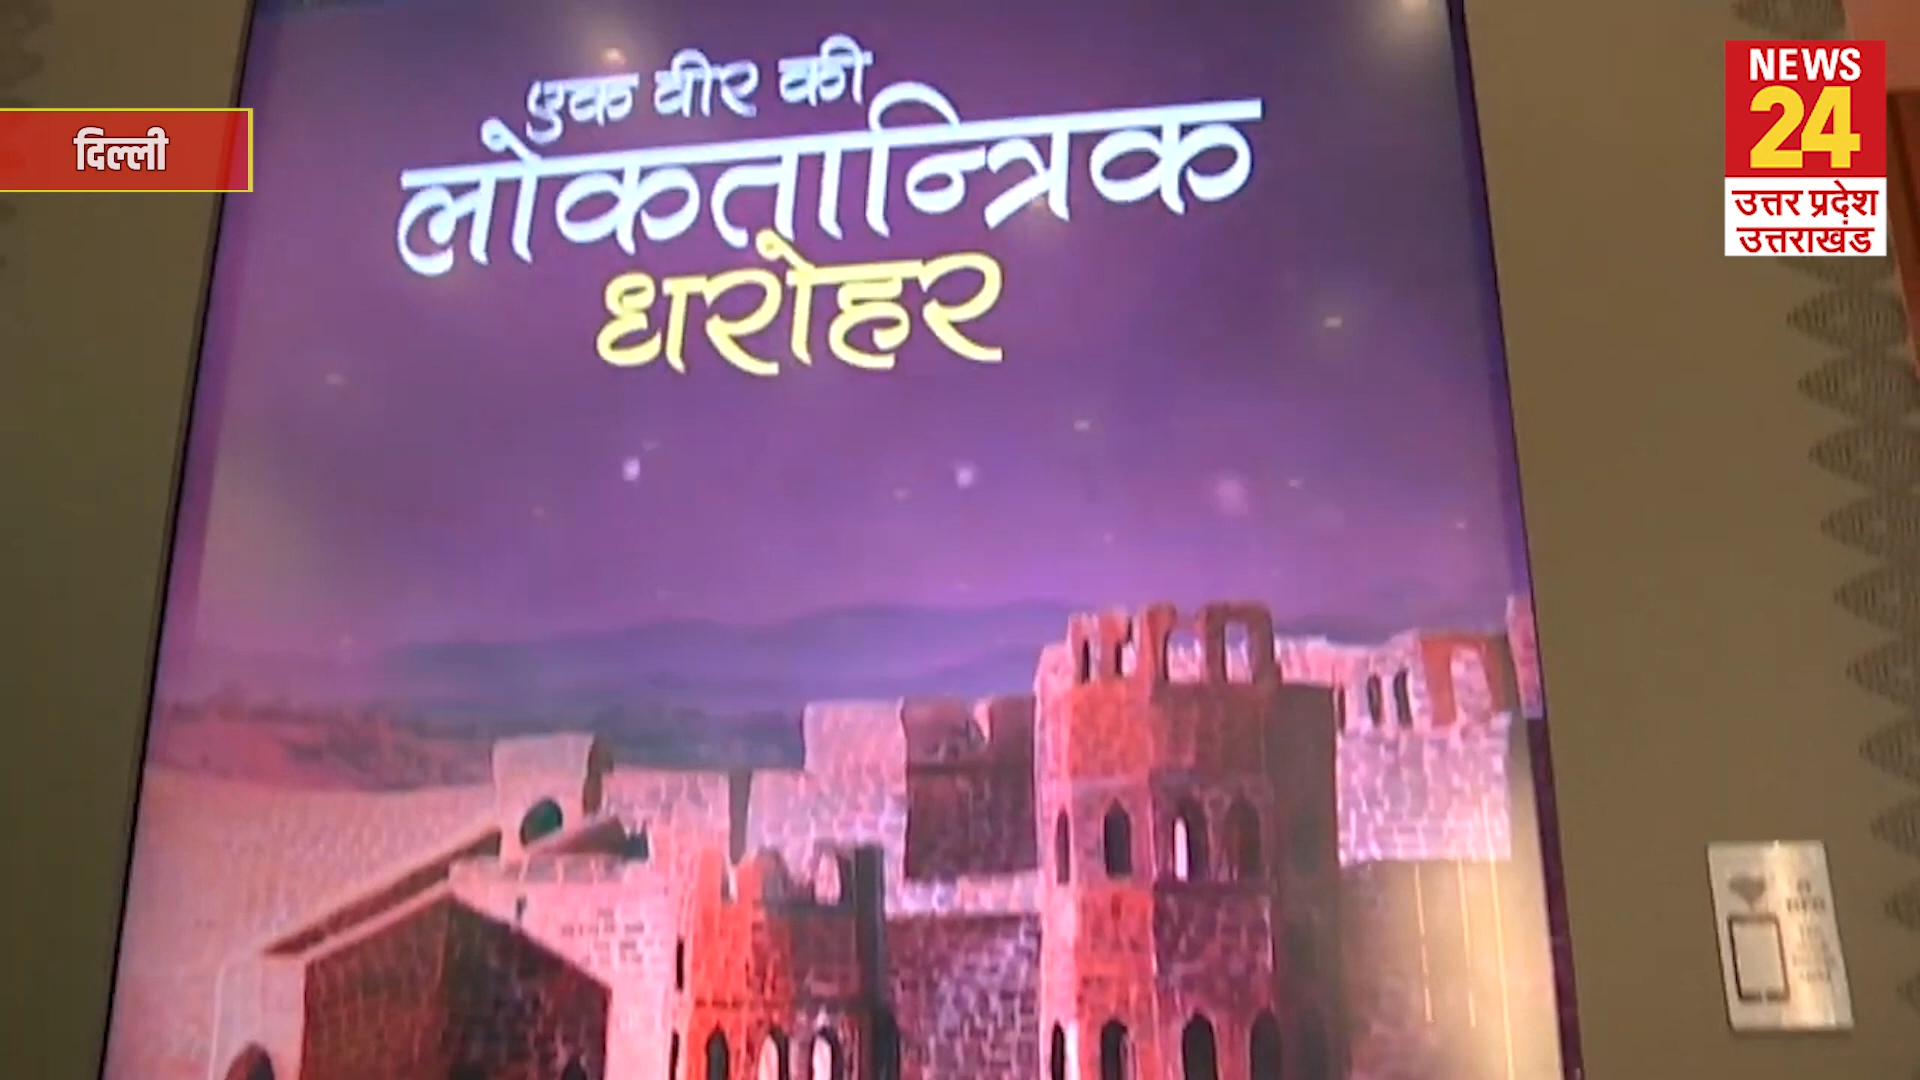 एक वीर की
लोकतान्त्रिक
धरोहर
दिल्ली
NEWS
24
उत्तर प्रदेश
उत्तराखंड